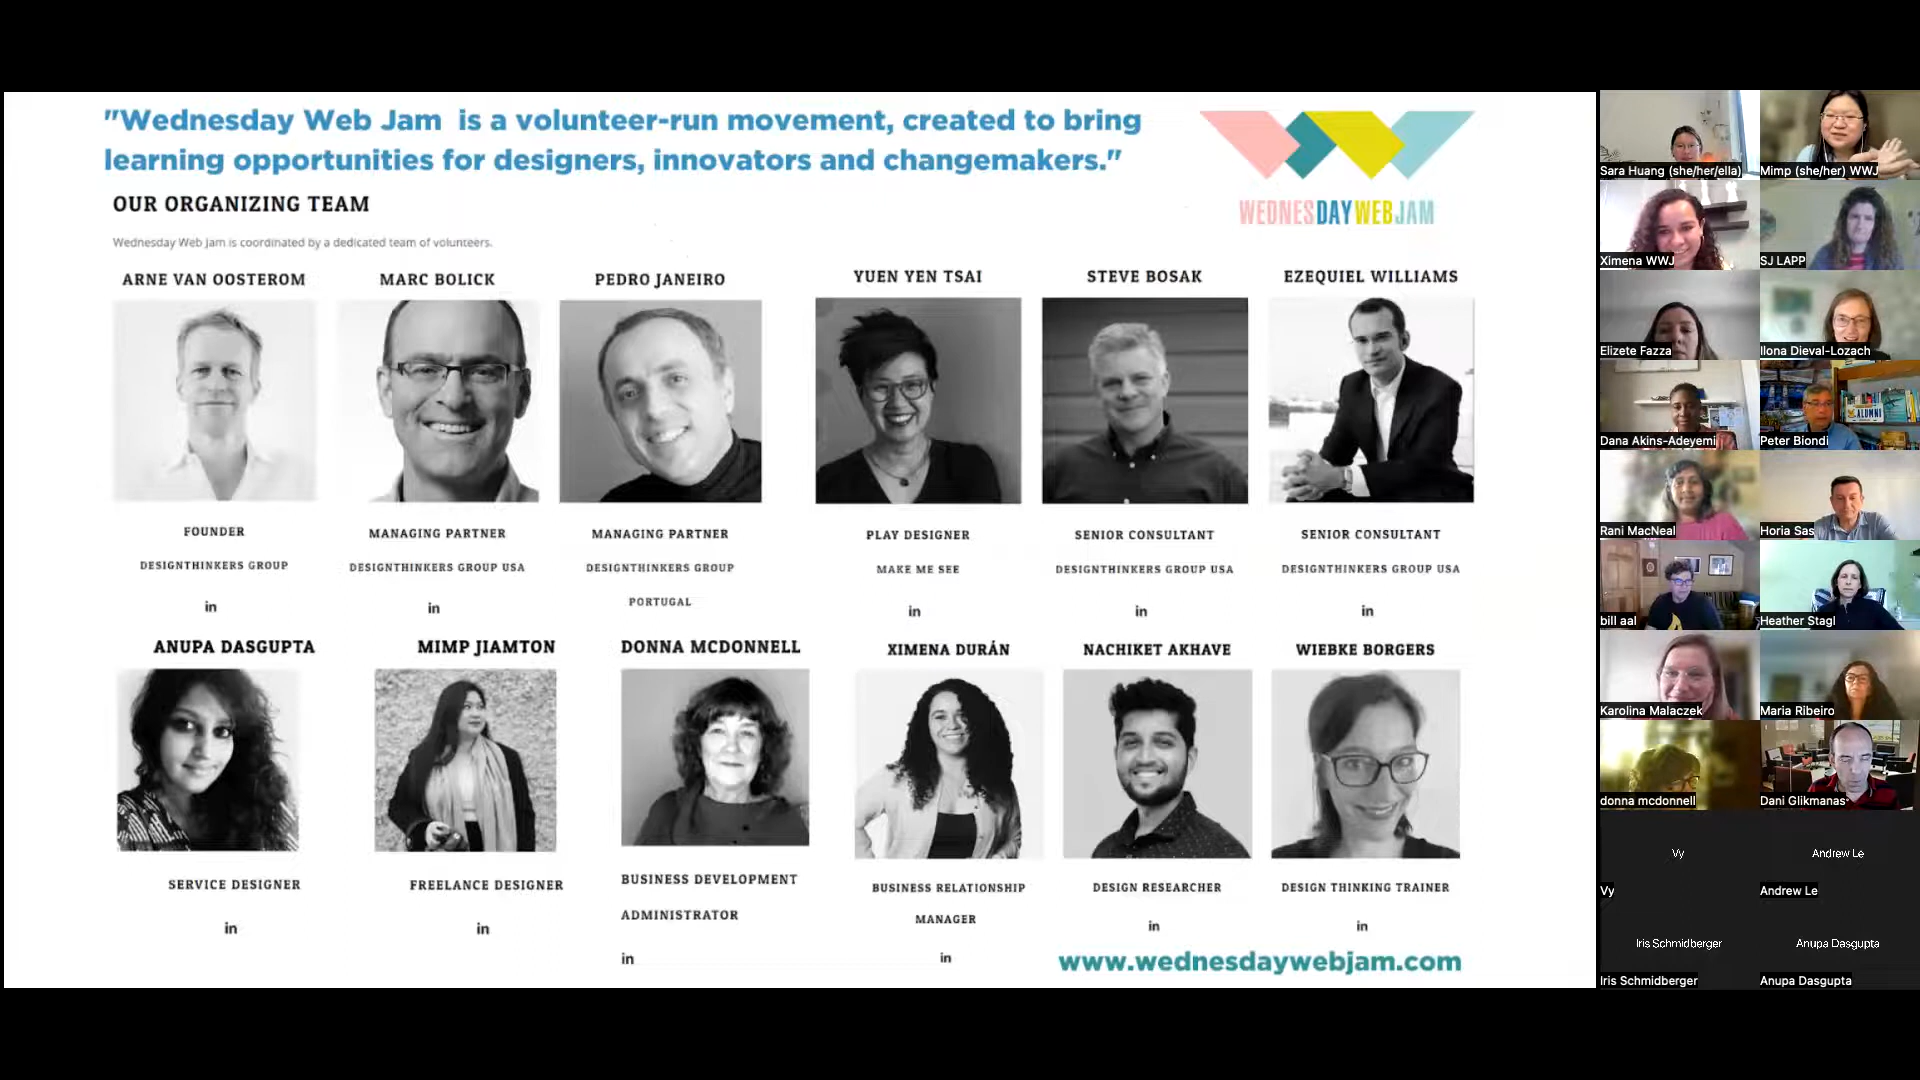 "Wednesday Web Jam is a volunteer-run movement, created to bring
learning opportunities for designers, innovators and changemakers."
WEDNESDAYWEBJAM
OUR ORGANIZING TEAM
Wednesday Web Jam is coordinated by a dedicated team of volunteers.
ARNE VAN OOSTEROM
FOUNDER
DESIGNTHINKERS GROUP
in
MARC BOLICK
MANAGING PARTNER
DESIGNTHINKERS GROUP USA
in
PEDRO JANEIRO
MANAGING PARTNER
DESIGNTHINKERS GROUP
PORTUGAL
YUEN YEN TSAI
PLAY DESIGNER
MAKE ME SEE
in
STEVE BOSAK
SENIOR CONSULTANT
DESIGNTHINKERS GROUP USA
in
EZEQUIEL WILLIAMS
SENIOR CONSULTANT
DESIGNTHINKERS GROUP USA
in
ANUPA DASGUPTA
SERVICE DESIGNER
in
MIMP JIAMTON
FREELANCE DESIGNER
in
DONNA MCDONNELL
BUSINESS DEVELOPMENT
ADMINISTRATOR
in
XIMENA DURÁN
BUSINESS RELATIONSHIP
MANAGER
in
NACHIKET AKHAVE
DESIGN RESEARCHER
in
WIEBKE BORGERS
DESIGN THINKING TRAINER
in
www.wednesdaywebjam.com
Sara Huang (she/her/ella)
Mimp (she/her) WWJ
Ximena WWJ
SJ LAPP
Elizete Fazza
Ilona Dieval-Lozach
Dana Akins-Adeyemi
ALUMNI
Peter Biondi
Rani MacNeal
Horia Sas
bill aal
Heather Stagl
Karolina Malaczek
Maria Ribeiro
donna mcdonnell
Dani Glikmanas
Vy
Vy
Andrew Le
Andrew Le
Iris Schmidberger
Iris Schmidberger
Anupa Dasgupta
Anupa Dasgupta